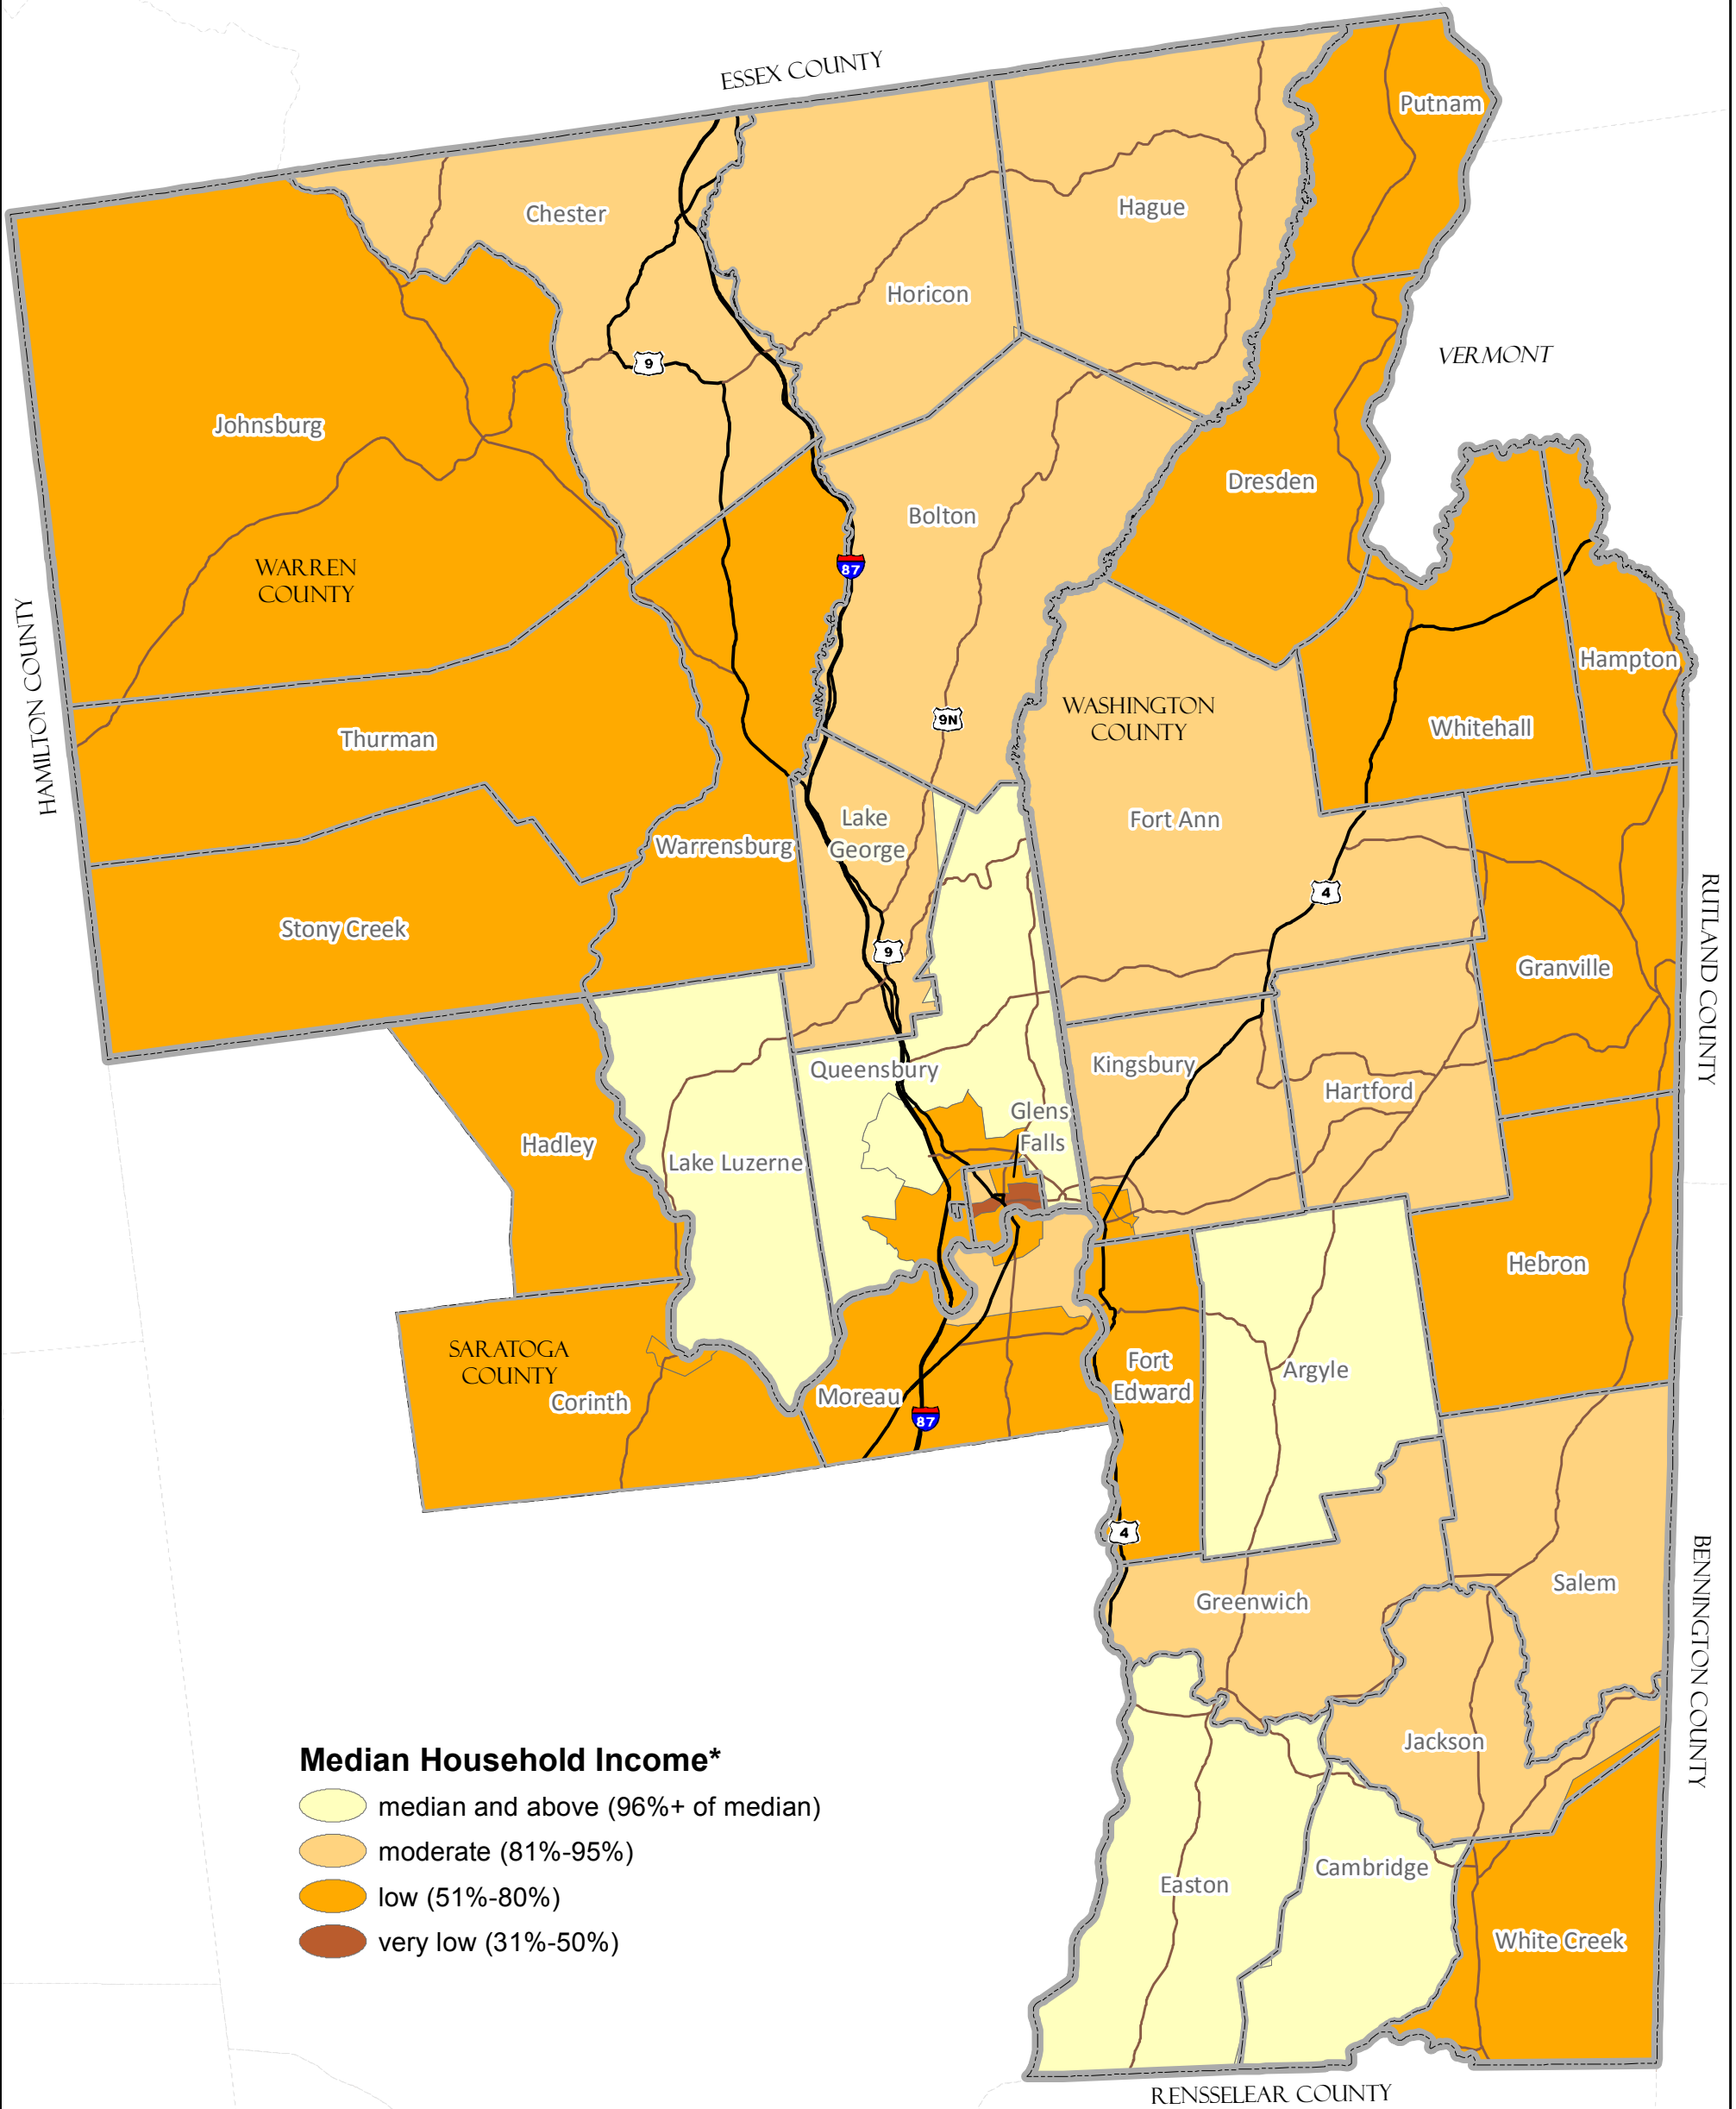 ESSEX COUNTY
Putnam
Chester
Hague
Horicon
VERMONT
9
Johnsburg
Dresden
Bolton
87
WARREN
COUNTY
HAMILTON COUNTY
Hampton
WASHINGTON
COUNTY
9N
Whitehall
Thurman
Lake
George
Fort Ann
Warrensburg
4
RUTLAND COUNTY
Stony Creek
9
Granville
Queensbury
Kingsbury
Hartford
Glens
Falls
Hadley
Lake Luzerne
Hebron
SARATOGA
COUNTY
Corinth
Moreau
87
Fort
Edward
Argyle
4
BENNINGTON COUNTY
Salem
Greenwich
Jackson
Median Household Income*
median and above (96%+ of median)
moderate (81%-95%)
low (51%-80%)
very low (31%-50%)
Cambridge
Easton
White Creek
RENSSELEAR COUNTY